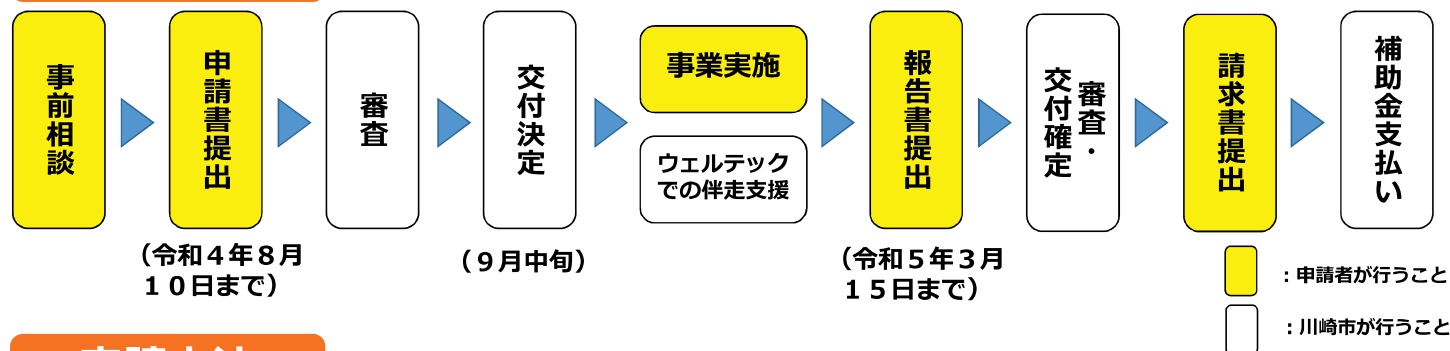 事前相談
申請書提出
審査
交付決定
事業実施
ウェルテック
での伴走支援
報告書提出
審査・
交付確定
請求書提出
補助金支払い
（令和４年８月
１０日まで）
（９月中旬）
（令和５年３月
１５日まで）
：申請者が行うこと
：川崎市が行うこと